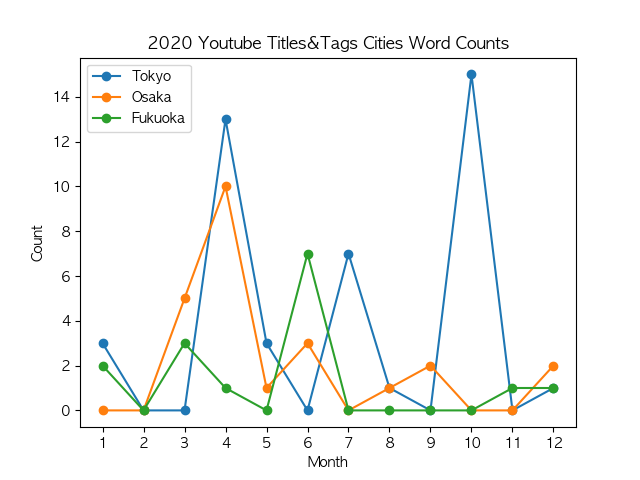 2020 Youtube Titles&Tags Cities Word Counts
Tokyo
Osaka
Fukuoka
Count
14
12
10
8
6
4
2
0
1 2 3 4 5 6 7 8 9 10 11 12
Month